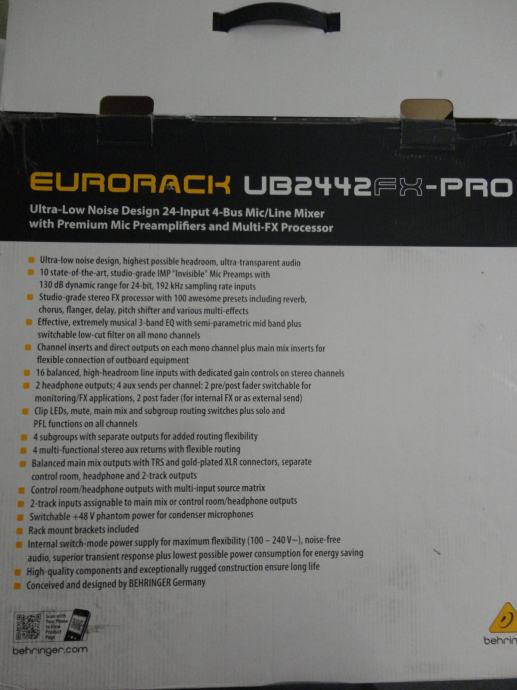 EURORACK UB2442FX-PRO
Ultra-Low Noise Design 24-Input 4-Bus Mic/Line Mixer
with Premium Mic Preamplifiers and Multi-FX Processor
Ultra-low noise design, highest possible headroom, ultra-transparent audio
10 state-of-the-art, studio-grade IMP "Invisible" Mic Preamps with
130 dB dynamic range for 24-bit, 192 kHz sampling rate inputs
Studio-grade stereo FX processor with 100 awesome presets including reverb,
chorus, flanger, delay, pitch shifter and various multi-effects
Effective, extremely musical 3-band EQ with semi-parametric mid band plus
switchable low-cut filter on all mono channels
Channel inserts and direct outputs on each mono channel plus main mix inserts for
flexible connection of outboard equipment
16 balanced, high-headroom line inputs with dedicated gain controls on stereo channels
2 headphone outputs; 4 aux sends per channel: 2 pre/post fader switchable for
monitoring/FX applications, 2 post fader (for internal FX or as external send)
Clip LEDs, mute, main mix and subgroup routing switches plus solo and
PFL functions on all channels
4 subgroups with separate outputs for added routing flexibility
4 multi-functional stereo aux returns with flexible routing
Balanced main mix outputs with TRS and gold-plated XLR connectors, separate
control room, headphone and 2-track outputs
Control room/headphone outputs with multi-input source matrix
2-track inputs assignable to main mix or control room/headphone outputs
Switchable +48 V phantom power for condenser microphones
Rack mount brackets included
Internal switch-mode power supply for maximum flexibility (100 – 240 V~), noise-free
audio, superior transient response plus lowest possible power consumption for energy saving
High-quality components and exceptionally rugged construction ensure long life
Conceived and designed by BEHRINGER Germany
Scan with
Your Phone
to View
Product
Page
behringer.com
behrin